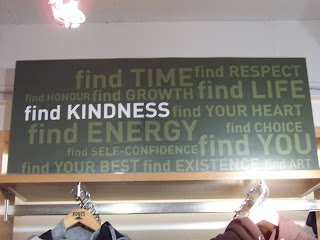 find TIME find RESPECT
find HONOUR find GROWTH find LIFE
find KINDNESS find YOUR HEART
find ENERGY find CHOICE
find SELF-CONFIDENCE find YOU
find YOUR BEST find EXISTENCE find ART
ROOTS